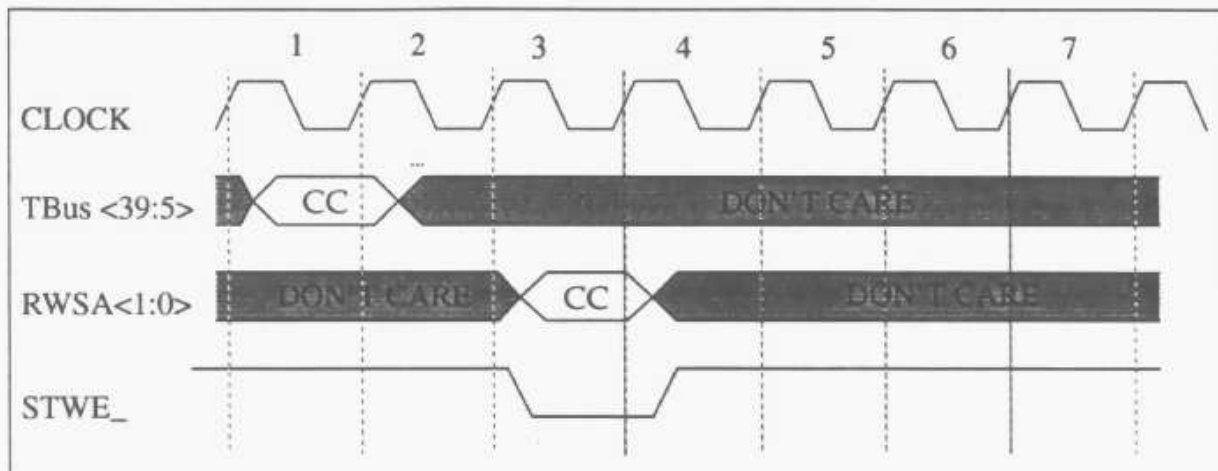 1 2 3 4 5 6 7
CLOCK
...
TBus <39:5> CC DON'T CARE
RWSA<1:0> DON'T CARE CC DON'T CARE
STWE_